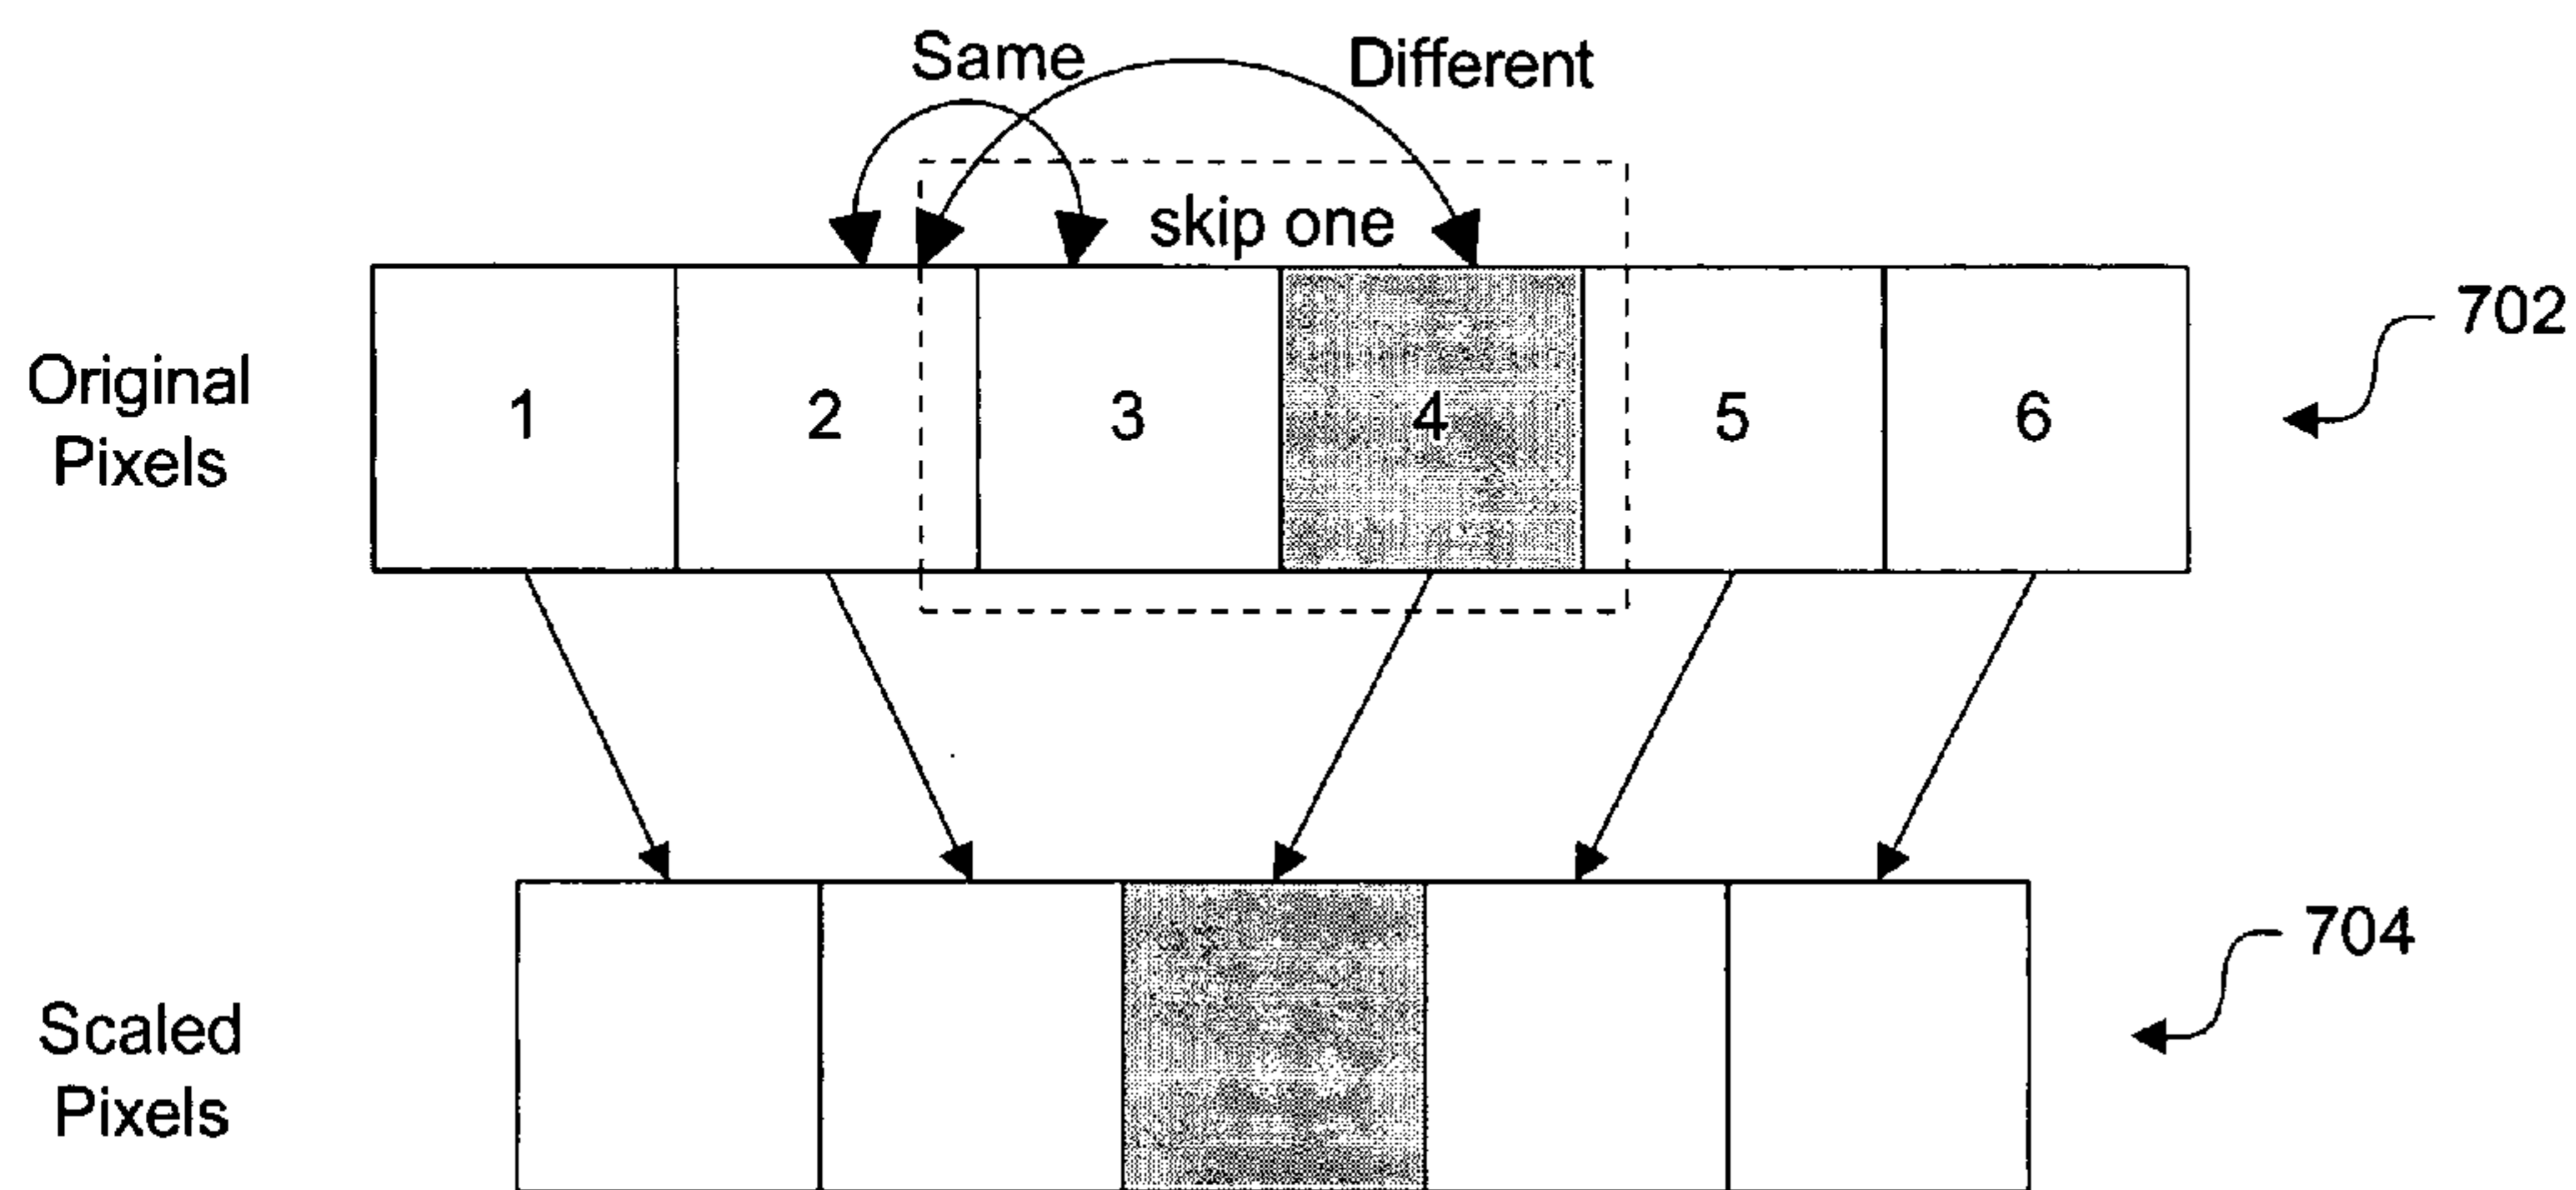 Same
Different
skip one
702
Original
Pixels
1 2 3 4 5 6
704
Scaled
Pixels